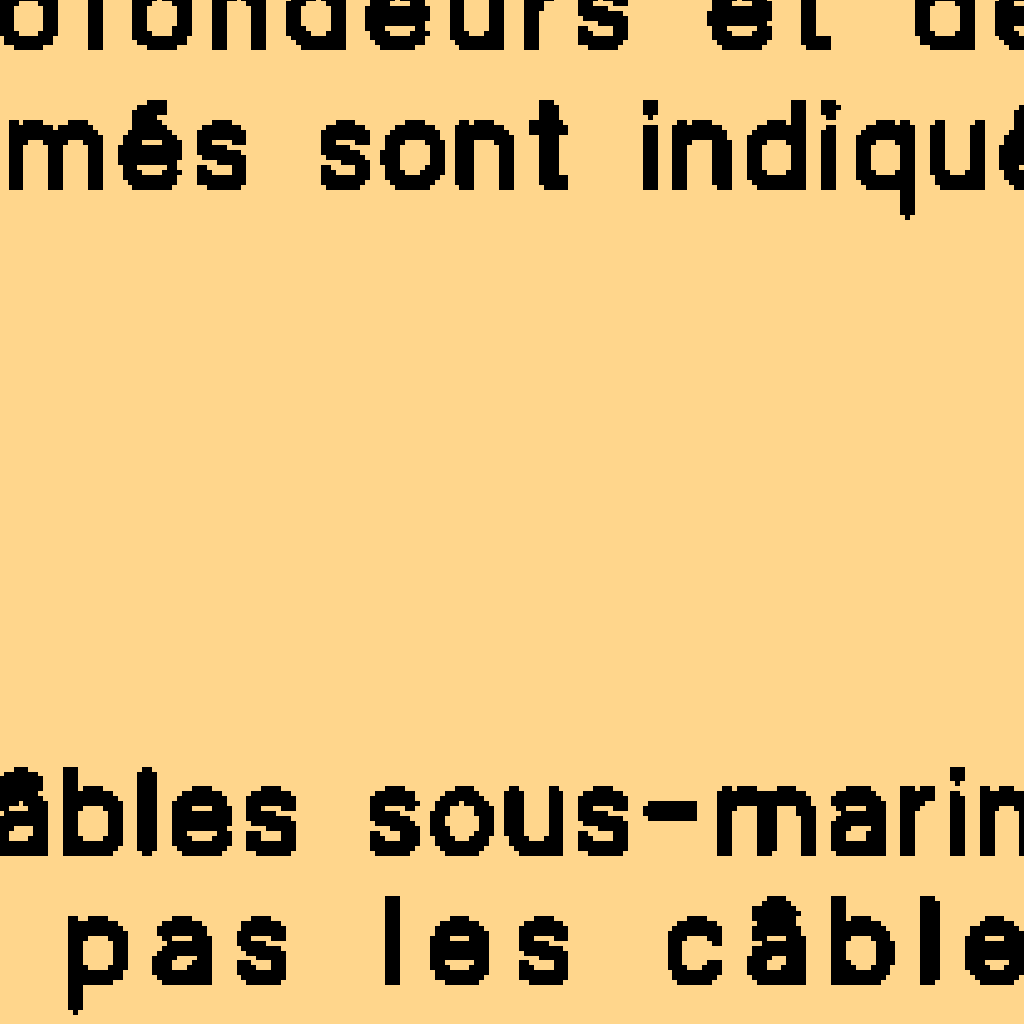 ofondeurs et de
més sont indiqué
âbles sous-marin
pas les câble